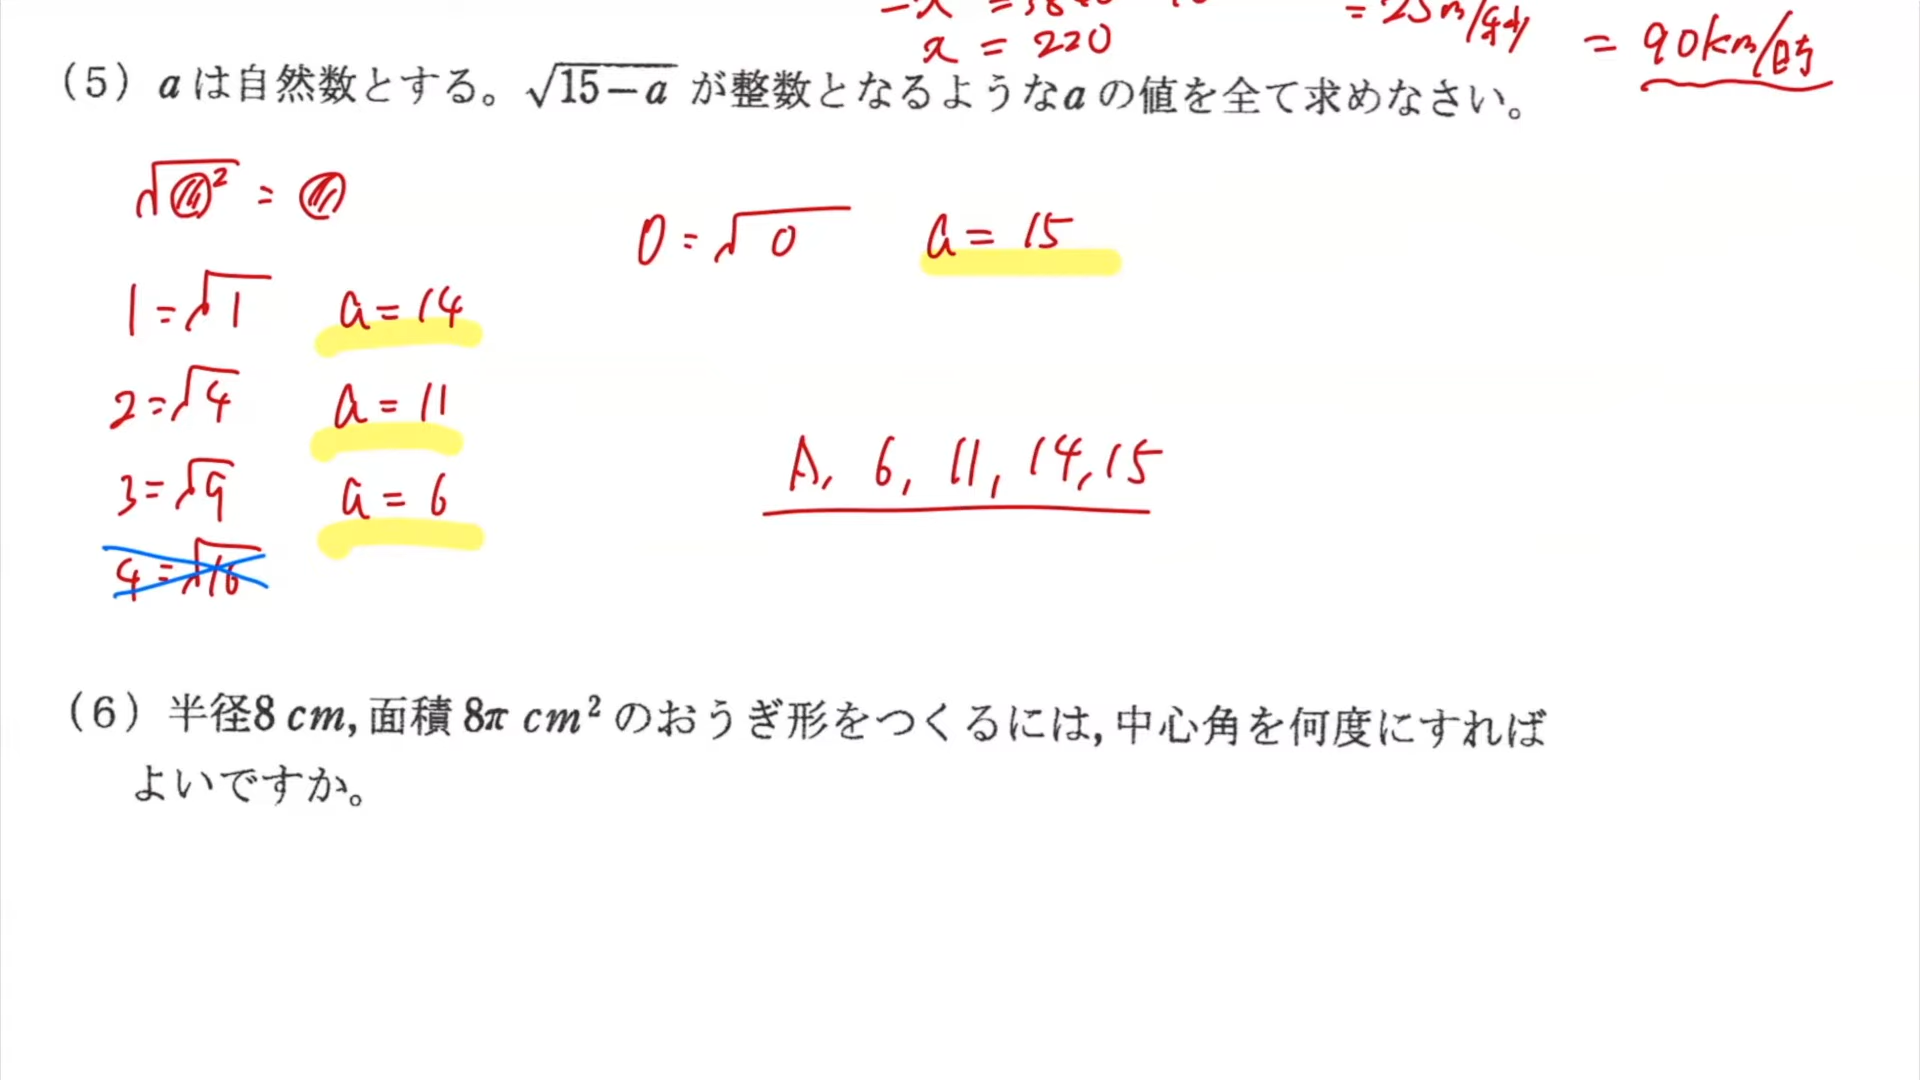 x = 220
= 25m/秒
= 90km/時
(5) aは自然数とする。√15−a が整数となるようなaの値を全て求めなさい。
0 = √0 a = 15
1 = √1 a = 14
2 = √4 a = 11
3 = √9 a = 6
4 = √16
A, 6, 11, 14, 15
(6) 半径8 cm, 面積 8π cm² のおうぎ形をつくるには, 中心角を何度にすれば
よいですか。